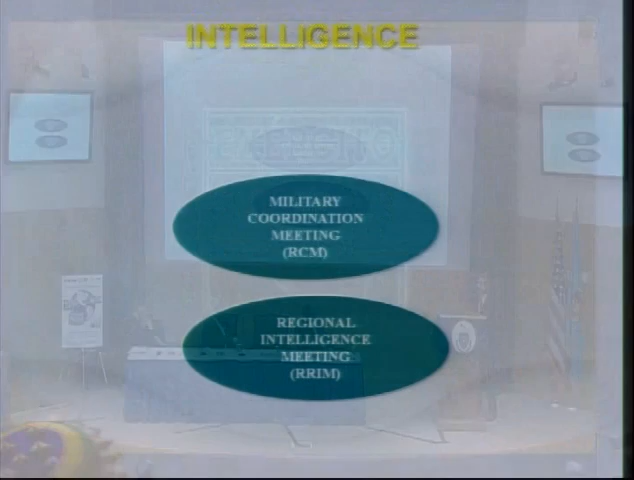 INTELLIGENCE
MILITARY
COORDINATION
MEETING
(RCM)
REGIONAL
INTELLIGENCE
MEETING
(RRIM)